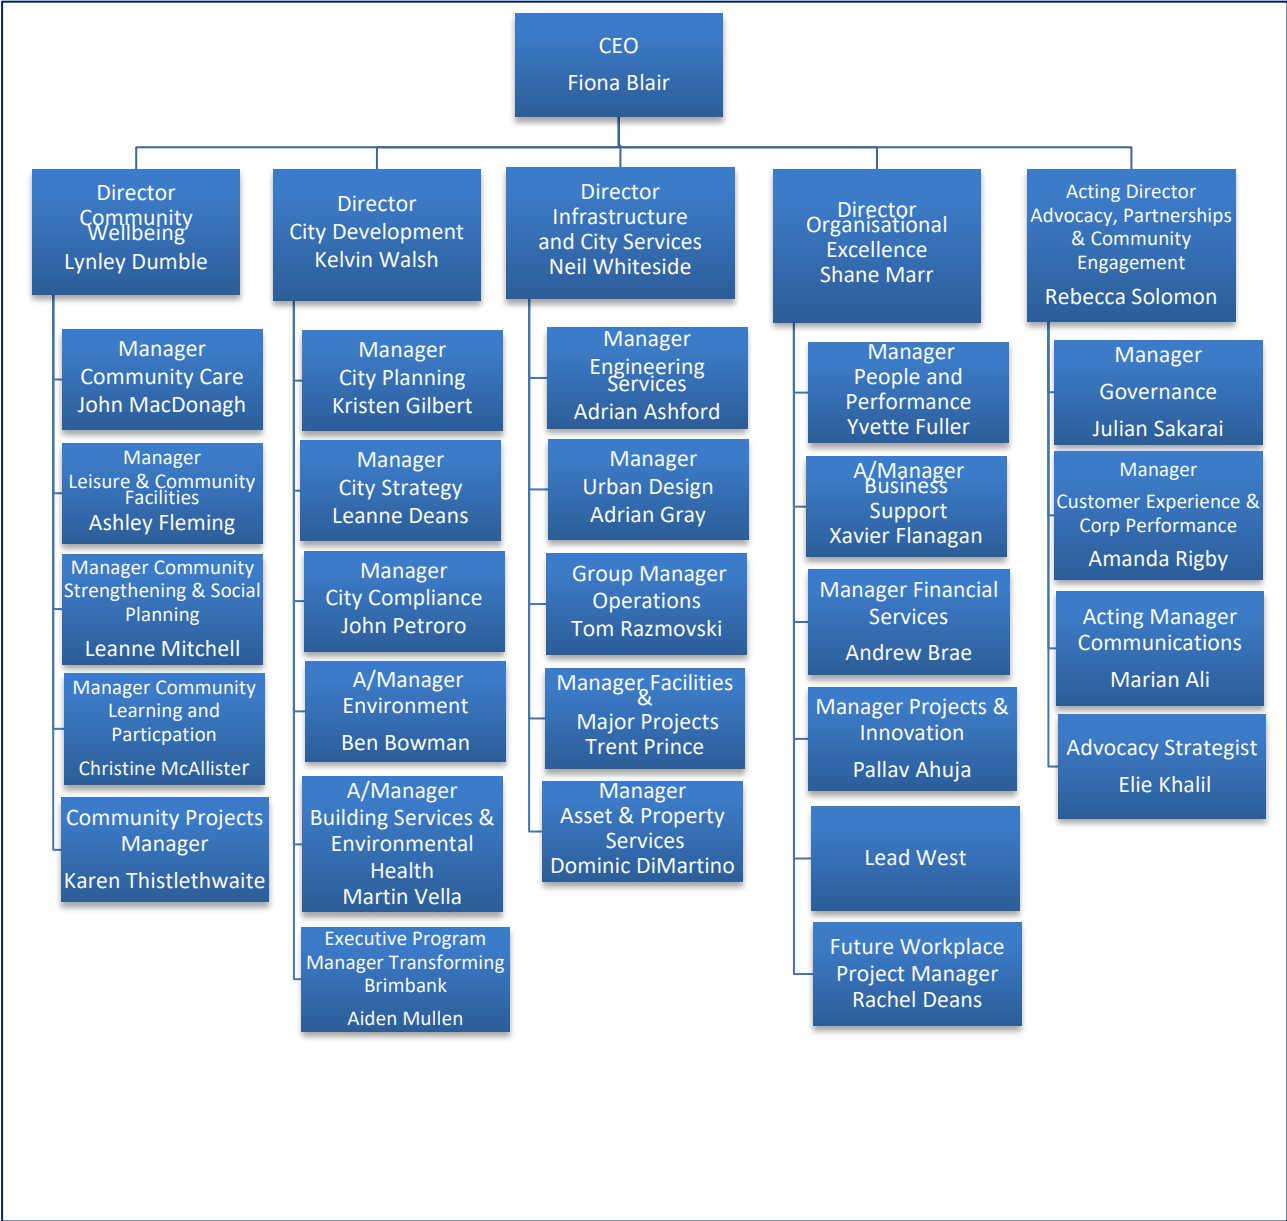 CEO
Fiona Blair
Director
Community
Wellbeing
Lynley Dumble
Manager
Community Care
John MacDonagh
Manager
Leisure & Community
Facilities
Ashley Fleming
Manager Community
Strengthening & Social
Planning
Leanne Mitchell
Manager Community
Learning and
Particpation
Christine McAllister
Community Projects
Manager
Karen Thistlethwaite
Director
City Development
Kelvin Walsh
Manager
City Planning
Kristen Gilbert
Manager
City Strategy
Leanne Deans
Manager
City Compliance
John Petroro
A/Manager
Environment
Ben Bowman
A/Manager
Building Services &
Environmental
Health
Martin Vella
Executive Program
Manager Transforming
Brimbank
Aiden Mullen
Director
Infrastructure
and City Services
Neil Whiteside
Manager
Engineering
Services
Adrian Ashford
Manager
Urban Design
Adrian Gray
Group Manager
Operations
Tom Razmovski
Manager Facilities
&
Major Projects
Trent Prince
Manager
Asset & Property
Services
Dominic DiMartino
Director
Organisational
Excellence
Shane Marr
Manager
People and
Performance
Yvette Fuller
A/Manager
Business
Support
Xavier Flanagan
Manager Financial
Services
Andrew Brae
Manager Projects &
Innovation
Pallav Ahuja
Lead West
Future Workplace
Project Manager
Rachel Deans
Acting Director
Advocacy, Partnerships
& Community
Engagement
Rebecca Solomon
Manager
Governance
Julian Sakarai
Manager
Customer Experience &
Corp Performance
Amanda Rigby
Acting Manager
Communications
Marian Ali
Advocacy Strategist
Elie Khalil